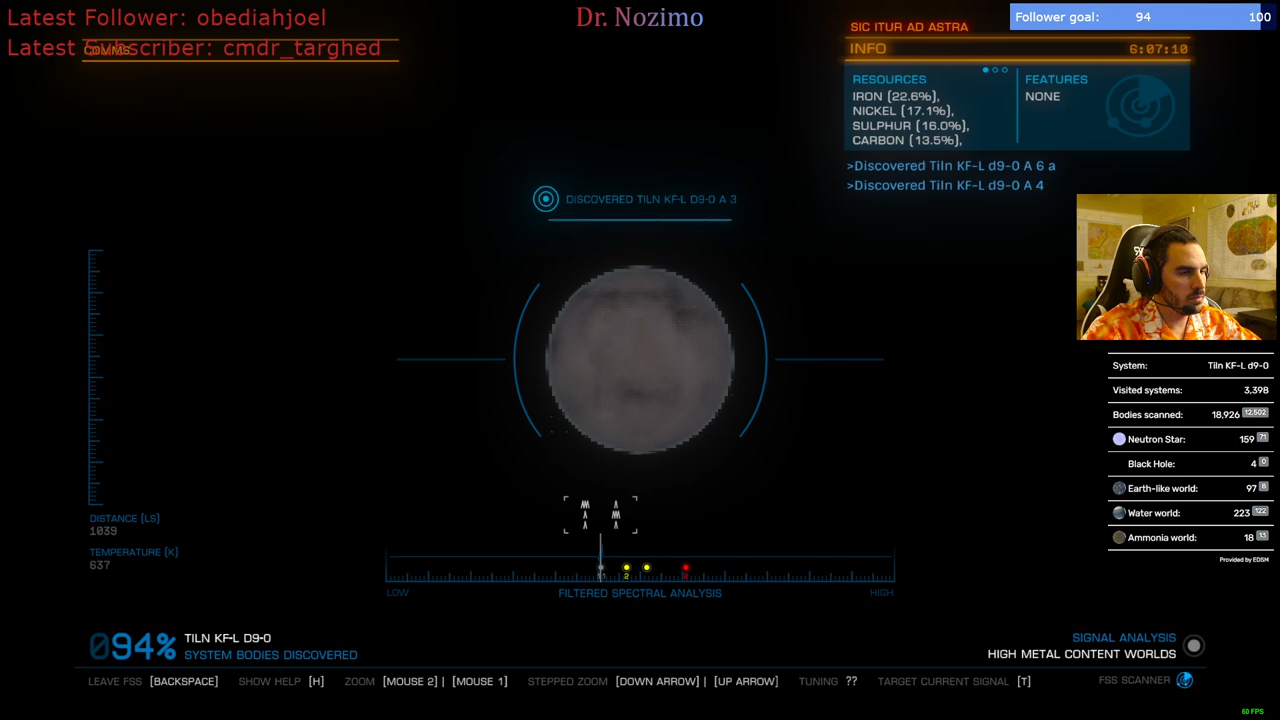 Latest Follower: obediahjoel
Latest Subscriber: cmdr_targhed
COMMS
Dr. Nozimo
SIC ITUR AD ASTRA
INFO
6:07:10
Follower goal: 94 100
RESOURCES
IRON (22.6%),
NICKEL (17.1%),
SULPHUR (16.0%),
CARBON (13.5%),
FEATURES
NONE
>Discovered Tiln KF-L d9-0 A 6 a
>Discovered Tiln KF-L d9-0 A 4
DISCOVERED TILN KF-L D9-0 A 3
System: Tiln KF-L d9-0
Visited systems: 3,398
Bodies scanned: 18,926 12,502
Neutron Star: 159 71
Black Hole: 4 0
Earth-like world: 97 8
Water world: 223 122
Ammonia world: 18 13
Provided by EDSM
DISTANCE (LS)
1039
TEMPERATURE (K)
637
2
LOW
FILTERED SPECTRAL ANALYSIS
HIGH
094%
TILN KF-L D9-0
SYSTEM BODIES DISCOVERED
SIGNAL ANALYSIS
HIGH METAL CONTENT WORLDS
LEAVE FSS [BACKSPACE] SHOW HELP [H] ZOOM [MOUSE 2] | [MOUSE 1] STEPPED ZOOM [DOWN ARROW] | [UP ARROW] TUNING ?? TARGET CURRENT SIGNAL [T] FSS SCANNER
60 FPS